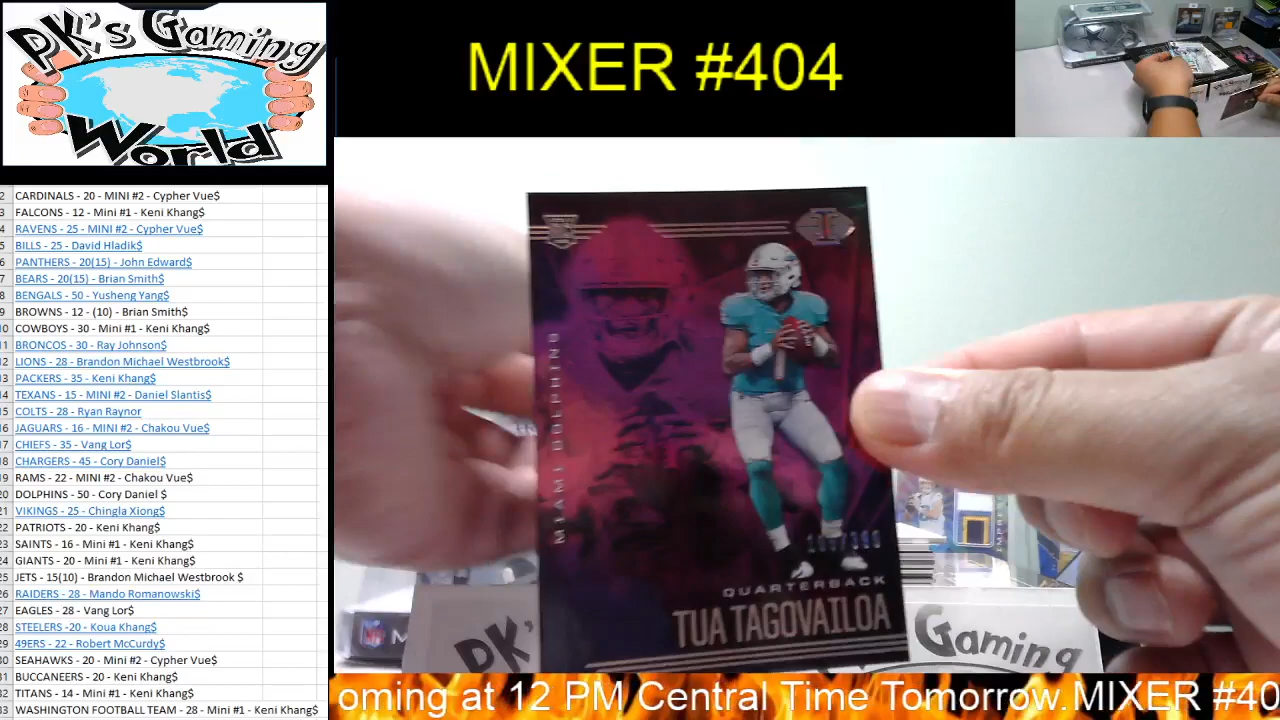 PK's Gaming
World
MIXER #404
2 CARDINALS - 20 - MINI #2 - Cypher Vue$
3 FALCONS - 12 - Mini #1 - Keni Khang$
4 RAVENS - 25 - MINI #2 - Cypher Vue$
5 BILLS - 25 - David Hladik$
6 PANTHERS - 20(15) - John Edward$
7 BEARS - 20(15) - Brian Smith$
8 BENGALS - 50 - Yusheng Yang$
9 BROWNS - 12 - (10) - Brian Smith$
10 COWBOYS - 30 - Mini #1 - Keni Khang$
11 BRONCOS - 30 - Ray Johnson$
12 LIONS - 28 - Brandon Michael Westbrook$
13 PACKERS - 35 - Keni Khang$
14 TEXANS - 15 - MINI #2 - Daniel Slantis$
15 COLTS - 28 - Ryan Raynor
16 JAGUARS - 16 - MINI #2 - Chakou Vue$
17 CHIEFS - 35 - Vang Lor$
18 CHARGERS - 45 - Cory Daniel$
19 RAMS - 22 - MINI #2 - Chakou Vue$
20 DOLPHINS - 50 - Cory Daniel $
21 VIKINGS - 25 - Chingla Xiong$
22 PATRIOTS - 20 - Keni Khang$
23 SAINTS - 16 - Mini #1 - Keni Khang$
24 GIANTS - 20 - Mini #1 - Keni Khang$
25 JETS - 15(10) - Brandon Michael Westbrook $
26 RAIDERS - 28 - Mando Romanowski$
27 EAGLES - 28 - Vang Lor$
28 STEELERS -20 - Koua Khang$
29 49ERS - 22 - Robert McCurdy$
30 SEAHAWKS - 20 - Mini #2 - Cypher Vue$
31 BUCCANEERS - 20 - Keni Khang$
32 TITANS - 14 - Mini #1 - Keni Khang$
33 WASHINGTON FOOTBALL TEAM - 28 - Mini #1 - Keni Khang$
MIAMI DOLPHINS
QUARTERBACK
TUA TAGOVAILOA
PK's
Gaming
oming at 12 PM Central Time Tomorrow. MIXER #40